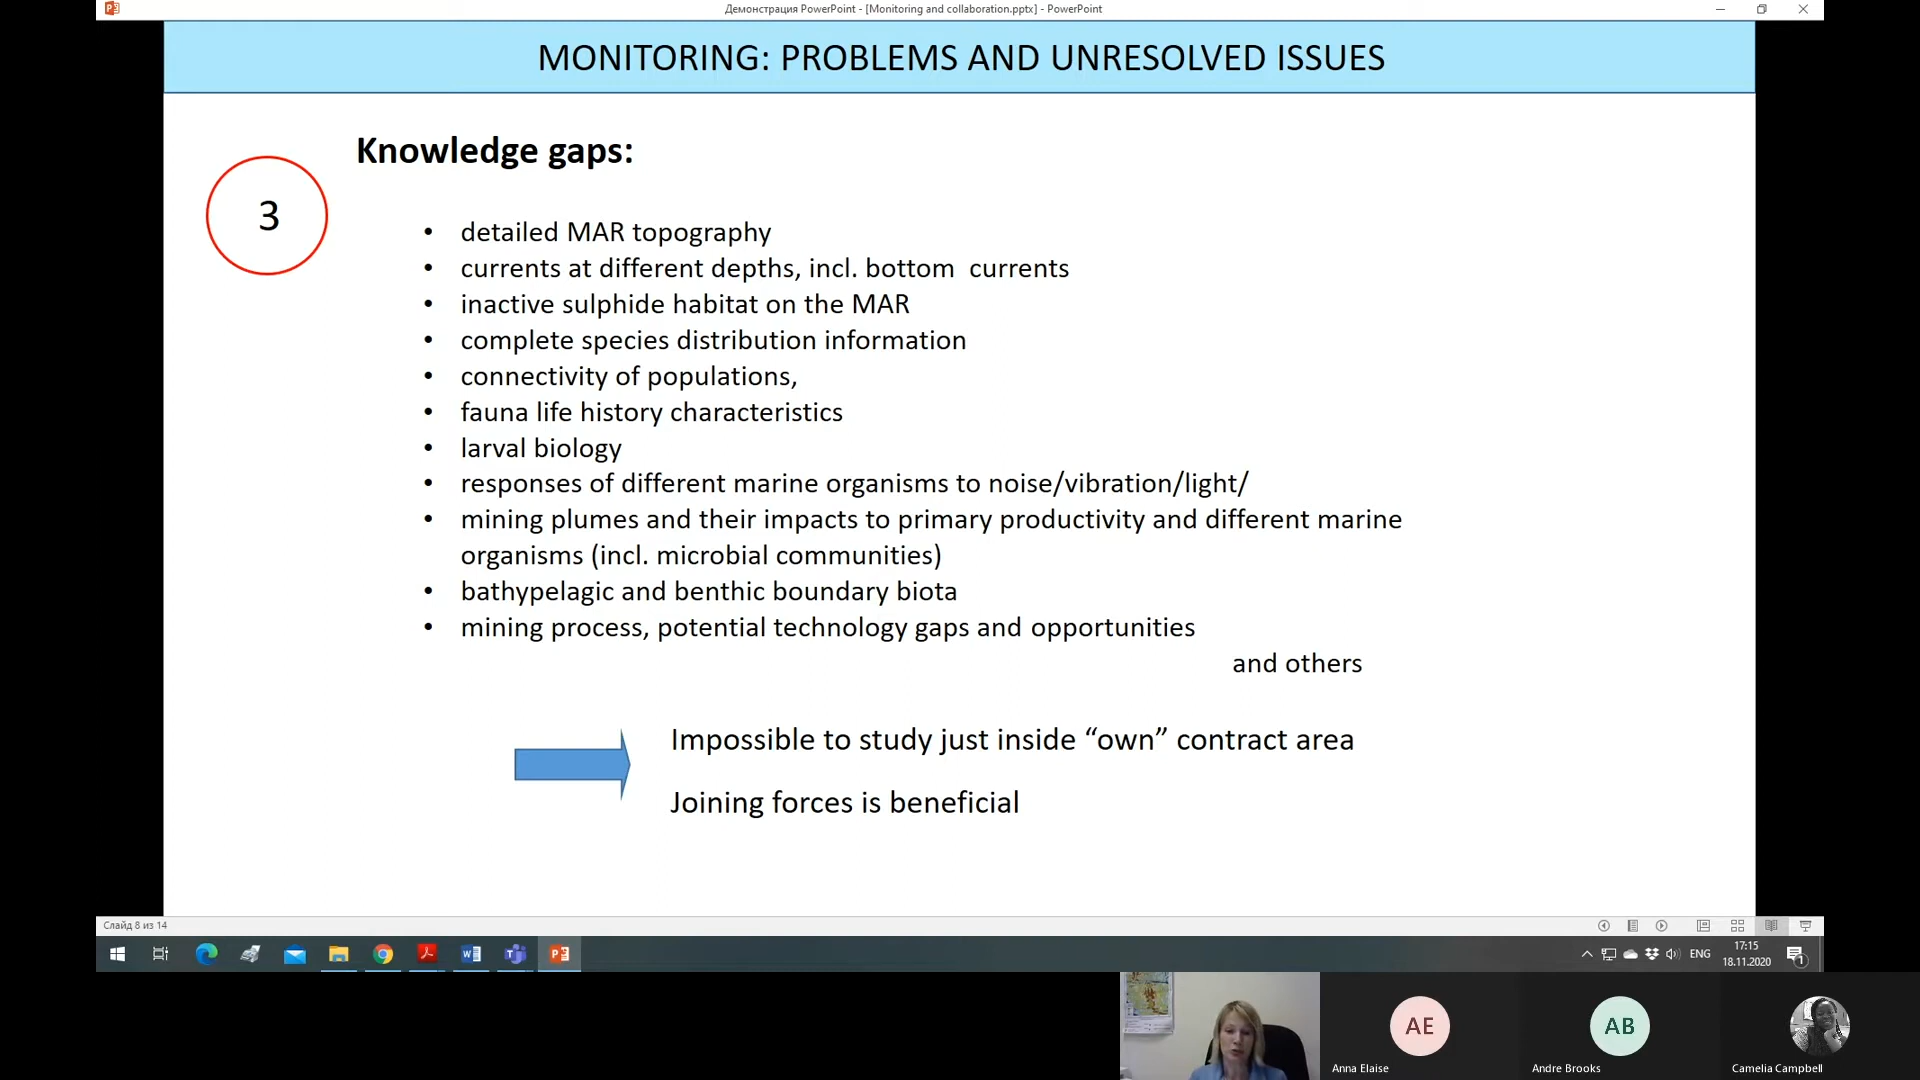 Демонстрация PowerPoint - [Monitoring and collaboration.pptx] - PowerPoint
MONITORING: PROBLEMS AND UNRESOLVED ISSUES
Knowledge gaps:
3
• detailed MAR topography
• currents at different depths, incl. bottom  currents
• inactive sulphide habitat on the MAR
• complete species distribution information
• connectivity of populations,
• fauna life history characteristics
• larval biology
• responses of different marine organisms to noise/vibration/light/
• mining plumes and their impacts to primary productivity and different marine
organisms (incl. microbial communities)
• bathypelagic and benthic boundary biota
• mining process, potential technology gaps and opportunities
and others
Impossible to study just inside “own” contract area
Joining forces is beneficial
Слайд 8 из 14
ENG
17:15
18.11.2020
1
AE
AB
Anna Elaise
Andre Brooks
Camelia Campbell